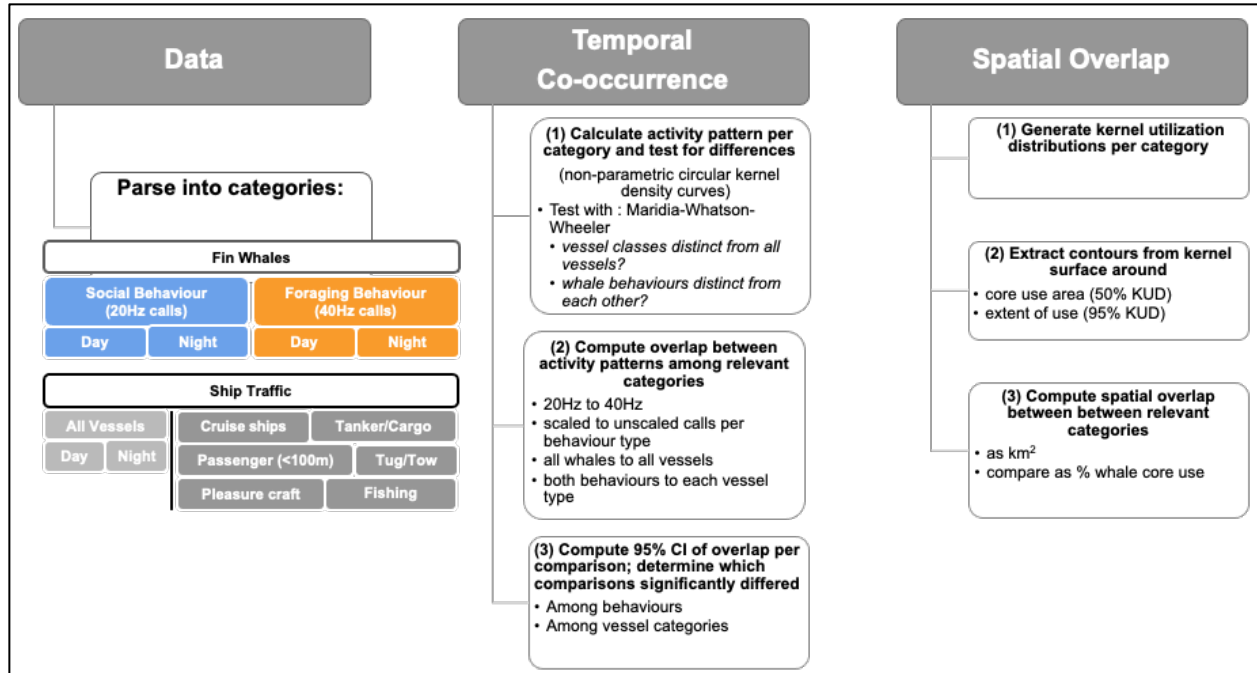 Data
Parse into categories:
Fin Whales
Social Behaviour
(20Hz calls)
Foraging Behaviour
(40Hz calls)
Day
Night
Day
Night
Ship Traffic
All Vessels
Day
Night
Cruise ships
Tanker/Cargo
Passenger (<100m)
Tug/Tow
Pleasure craft
Fishing
Temporal
Co-occurrence
(1) Calculate activity pattern per
category and test for differences
(non-parametric circular kernel
density curves)
• Test with : Maridia-Whatson-
Wheeler
• vessel classes distinct from all
vessels?
• whale behaviours distinct from
each other?
(2) Compute overlap between
activity patterns among relevant
categories
• 20Hz to 40Hz
• scaled to unscaled calls per
behaviour type
• all whales to all vessels
• both behaviours to each vessel
type
(3) Compute 95% CI of overlap per
comparison; determine which
comparisons significantly differed
• Among behaviours
• Among vessel categories
Spatial Overlap
(1) Generate kernel utilization
distributions per category
(2) Extract contours from kernel
surface around
• core use area (50% KUD)
• extent of use (95% KUD)
(3) Compute spatial overlap
between between relevant
categories
• as km²
• compare as % whale core use